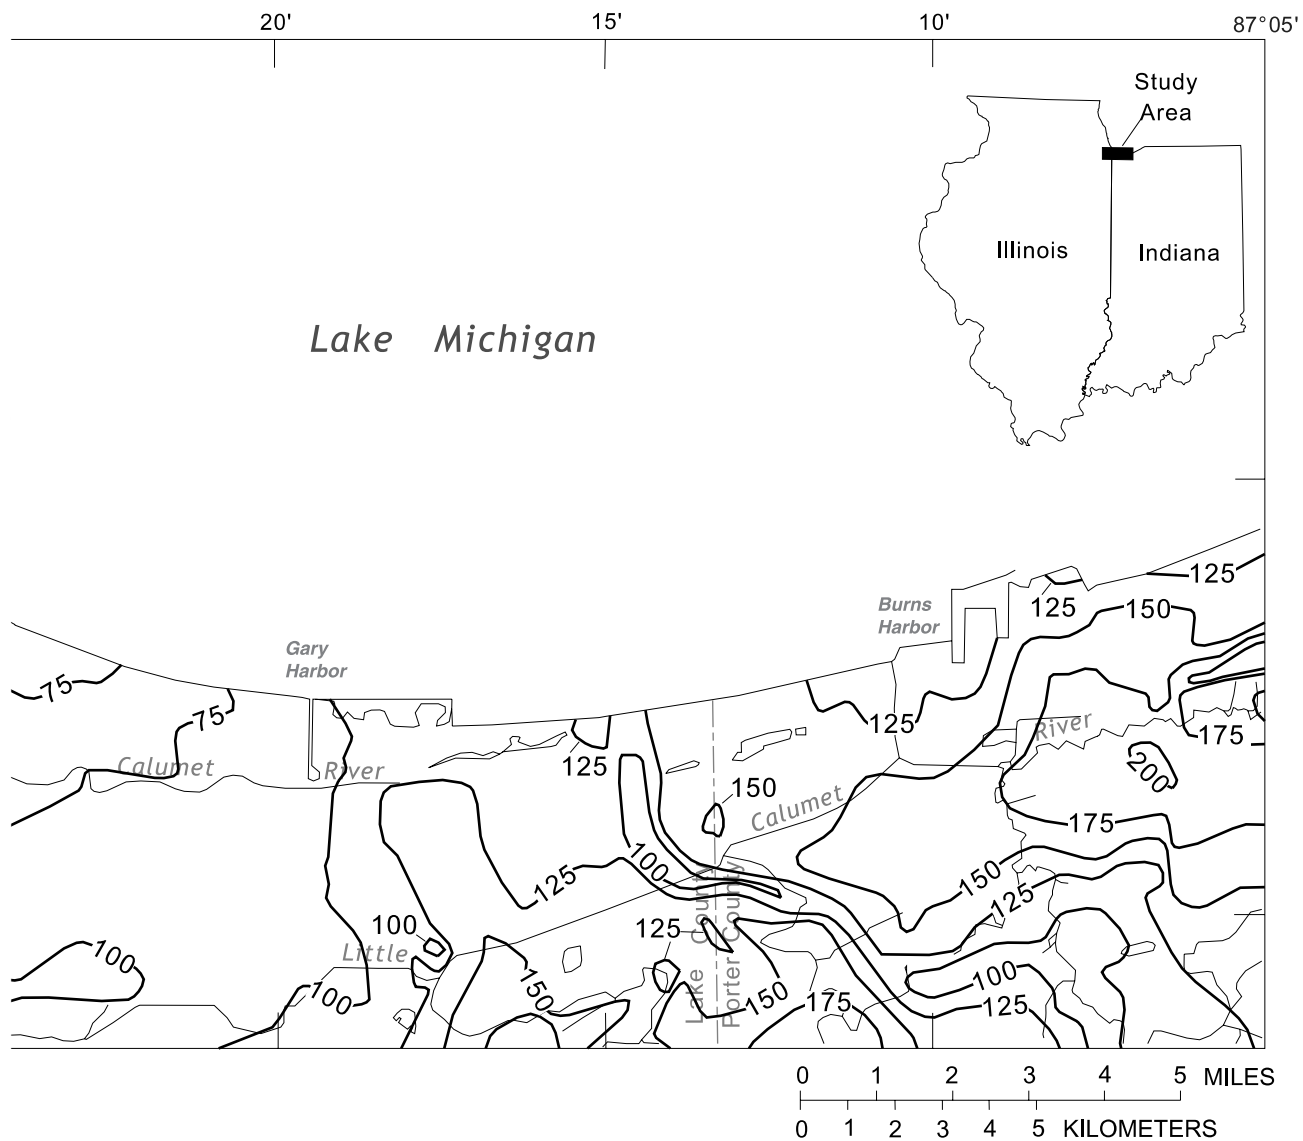 20'
15'
10'
87°05'
Study
Area
Illinois
Indiana
Lake Michigan
125
125
150
Burns
Harbor
Gary
Harbor
75
75
125
175
River
Calumet
River
125
200
150
Calumet
175
100
125
150
125
100
Little
125
100
100
150
150
175
100
125
Lake County
Porter County
0 1 2 3 4 5 MILES
0 1 2 3 4 5 KILOMETERS